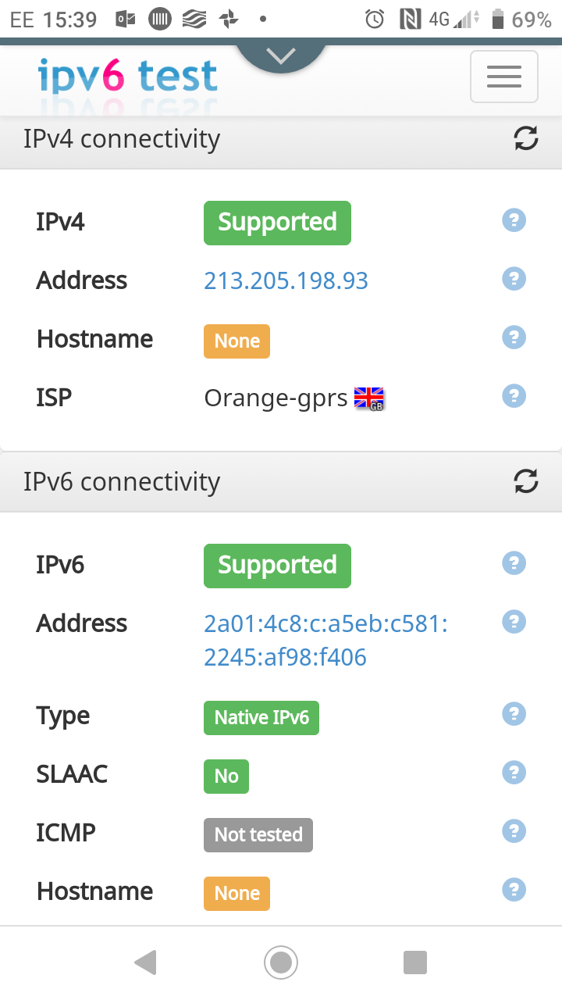 EE 15:39 4G 69%
ipv6 test
IPv4 connectivity
IPv4 Supported ?
Address 213.205.198.93 ?
Hostname None ?
ISP Orange-gprs GB ?
IPv6 connectivity
IPv6 Supported ?
Address 2a01:4c8:c:a5eb:c581: ?
2245:af98:f406
Type Native IPv6 ?
SLAAC No ?
ICMP Not tested ?
Hostname None ?